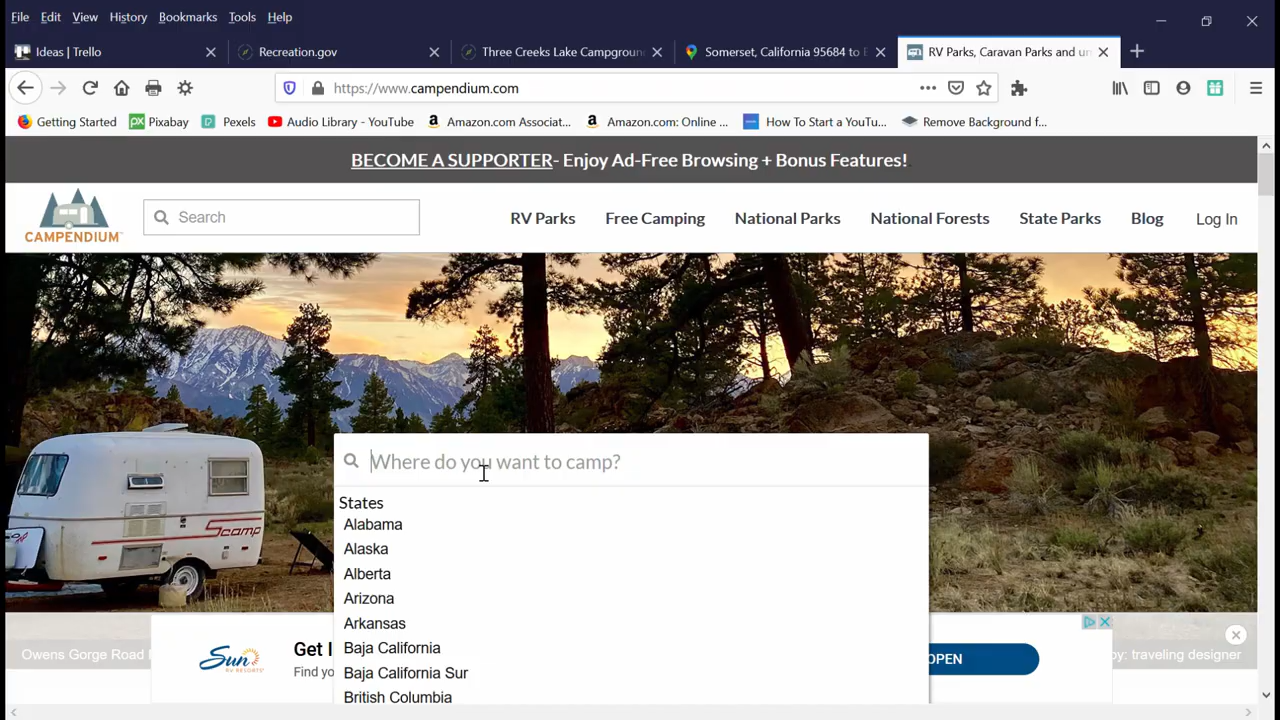 File Edit View History Bookmarks Tools Help
Ideas | Trello
Recreation.gov
Three Creeks Lake Campgroun
Somerset, California 95684 to
RV Parks, Caravan Parks and un
https://www.campendium.com
Getting Started
px Pixabay
P Pexels
Audio Library - YouTube
a Amazon.com Associat...
a Amazon.com: Online ...
How To Start a YouTu...
Remove Background f...
BECOME A SUPPORTER- Enjoy Ad-Free Browsing + Bonus Features!
CAMPENDIUM
Search
RV Parks
Free Camping
National Parks
National Forests
State Parks
Blog
Log In
Where do you want to camp?
States
Alabama
Alaska
Alberta
Arizona
Arkansas
Baja California
Baja California Sur
British Columbia
Scamp
Owens Gorge Road
Sun
RV RESORTS
Get
Find yo
OPEN
by: traveling designer